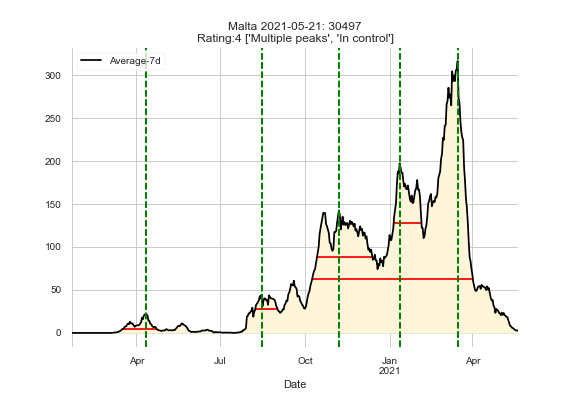 Malta 2021-05-21: 30497
Rating:4 ['Multiple peaks', 'In control']
Average-7d
300
250
200
150
100
50
0
Apr
Jul
Oct
Jan
2021
Apr
Date